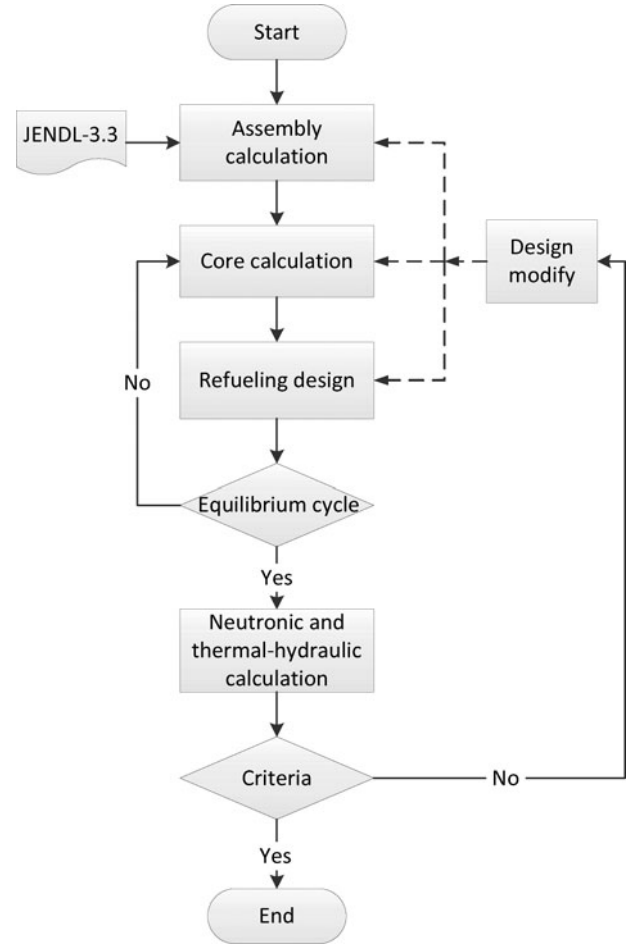 Start
JENDL-3.3
Assembly
calculation
Core calculation
Design
modify
Refueling design
No
Equilibrium cycle
Yes
Neutronic and
thermal-hydraulic
calculation
Criteria
No
Yes
End